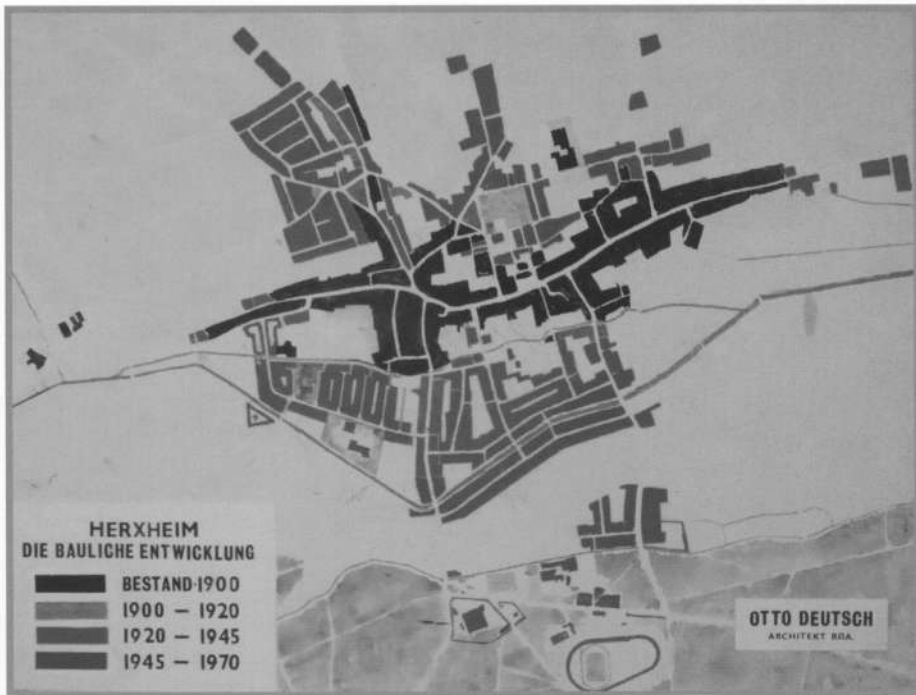 HERXHEIM
DIE BAULICHE ENTWICKLUNG
BESTAND-1900
1900 — 1920
1920 — 1945
1945 — 1970
OTTO DEUTSCH
ARCHITEKT BDA.